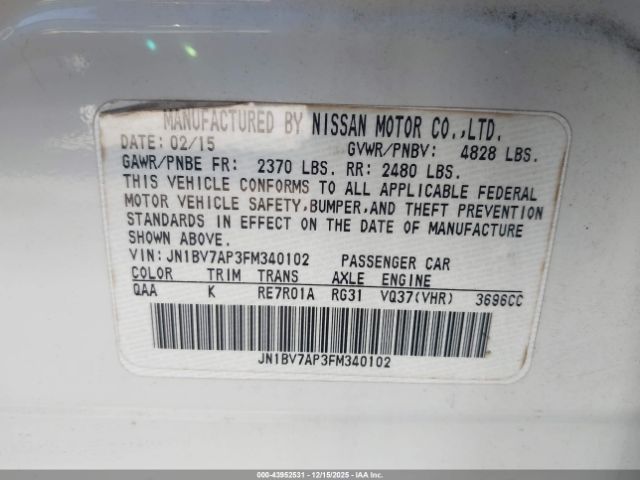 MANUFACTURED BY NISSAN MOTOR CO.,LTD.
DATE: 02/15 GVWR/PNBV: 4828 LBS.
GAWR/PNBE FR: 2370 LBS. RR: 2480 LBS.
THIS VEHICLE CONFORMS TO ALL APPLICABLE FEDERAL
MOTOR VEHICLE SAFETY,BUMPER,AND THEFT PREVENTION
STANDARDS IN EFFECT ON THE DATE OF MANUFACTURE
SHOWN ABOVE.
VIN: JN1BV7AP3FM340102 PASSENGER CAR
COLOR TRIM TRANS AXLE ENGINE
QAA K RE7R01A RG31 VQ37(VHR) 3696CC
JN1BV7AP3FM340102
000-43952531 - 12/15/2025 - IAAI.COM